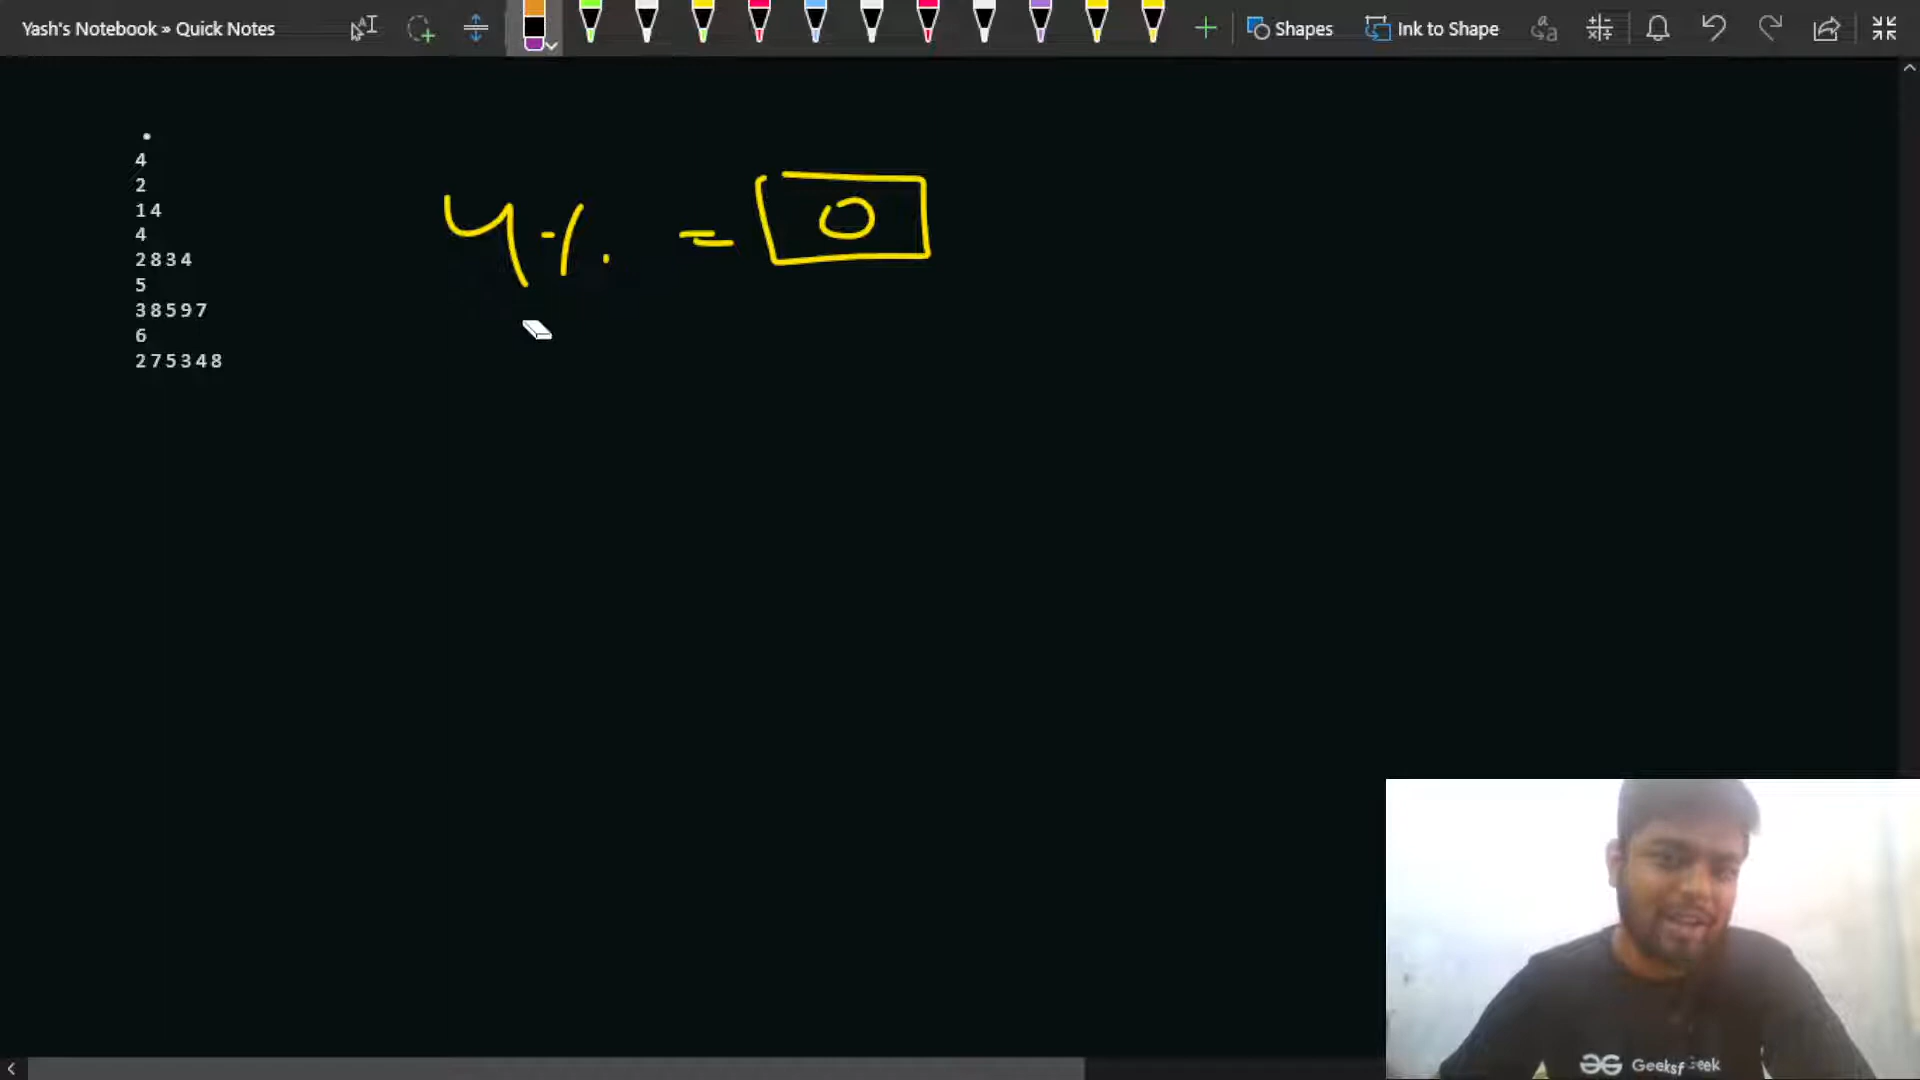 Yash's Notebook » Quick Notes
Shapes
Ink to Shape
4
2
1 4
4
2 8 3 4
5
3 8 5 9 7
6
2 7 5 3 4 8
4 % = 0